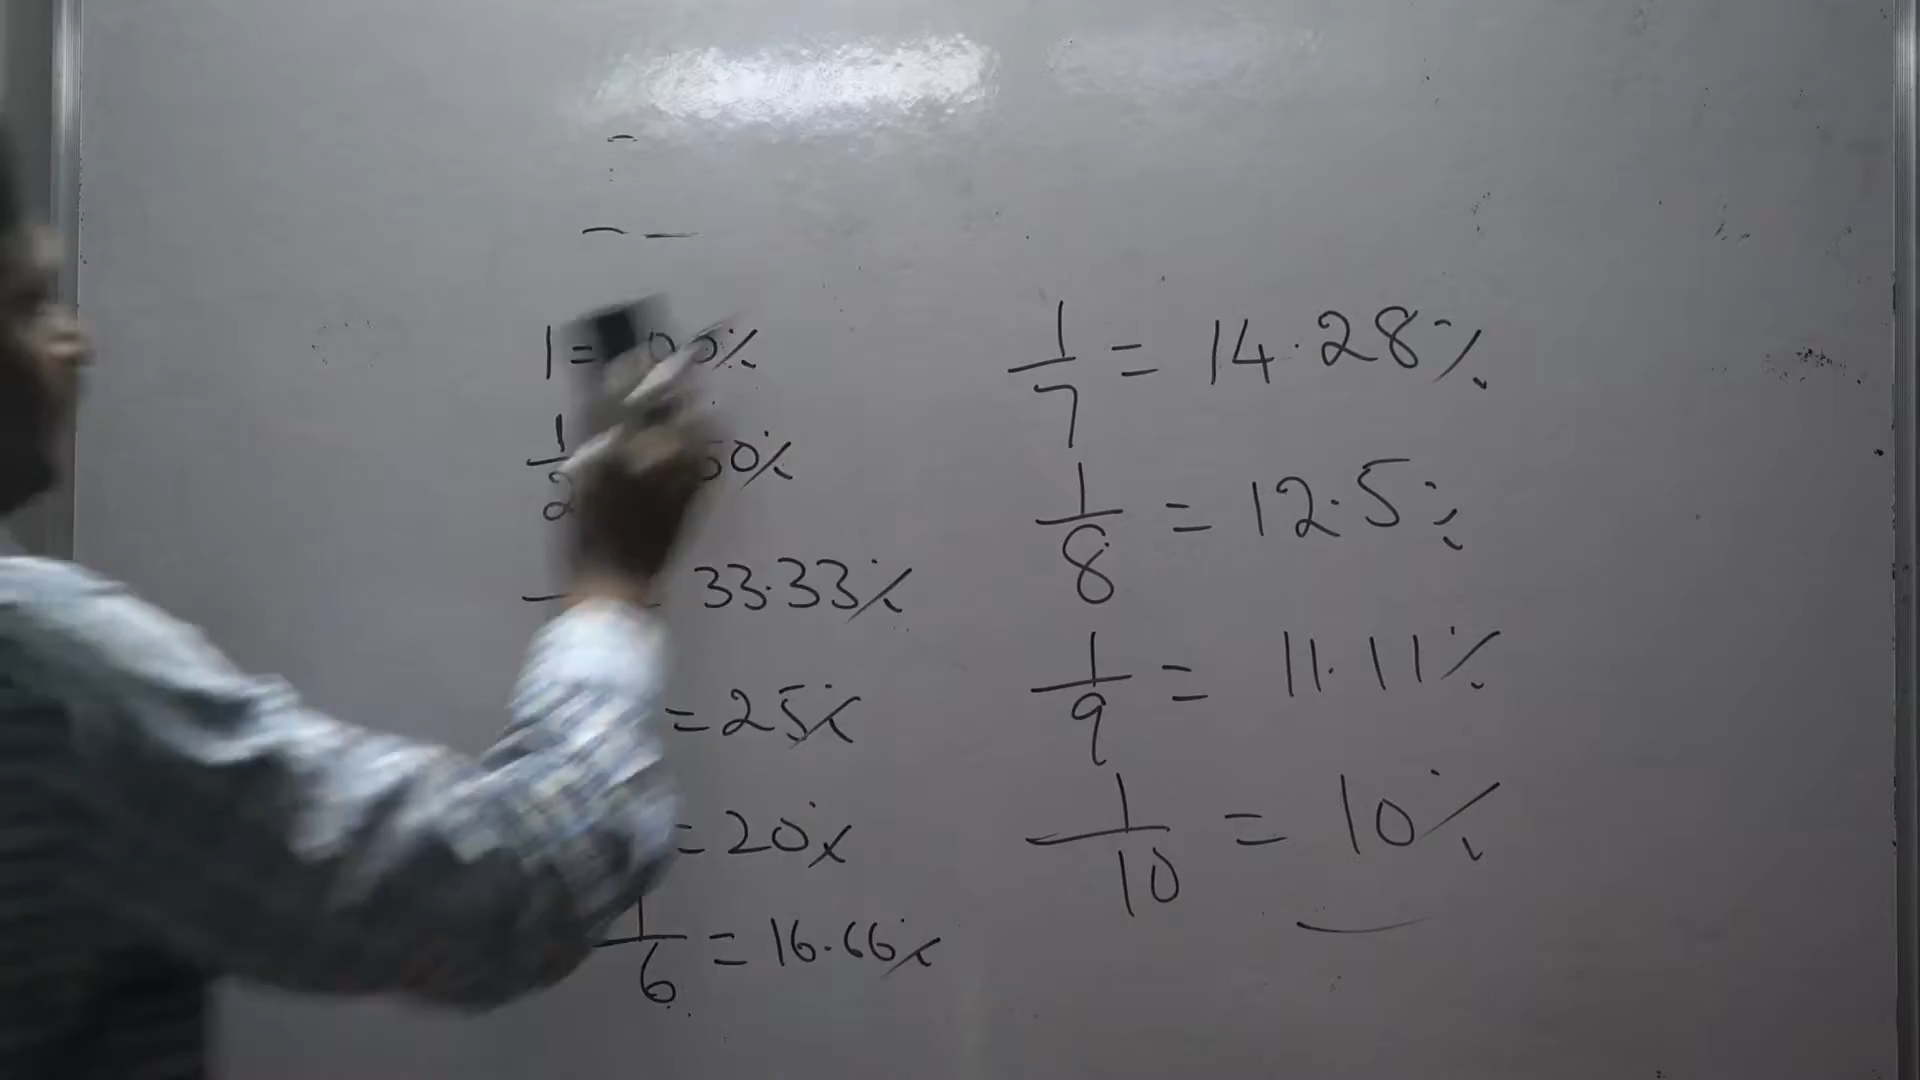 1 = 00%
1/2 50%
33.33%
= 25%
= 20%
1/6 = 16.66%
1/7 = 14.28%
1/8 = 12.5%
1/9 = 11.11%
1/10 = 10%